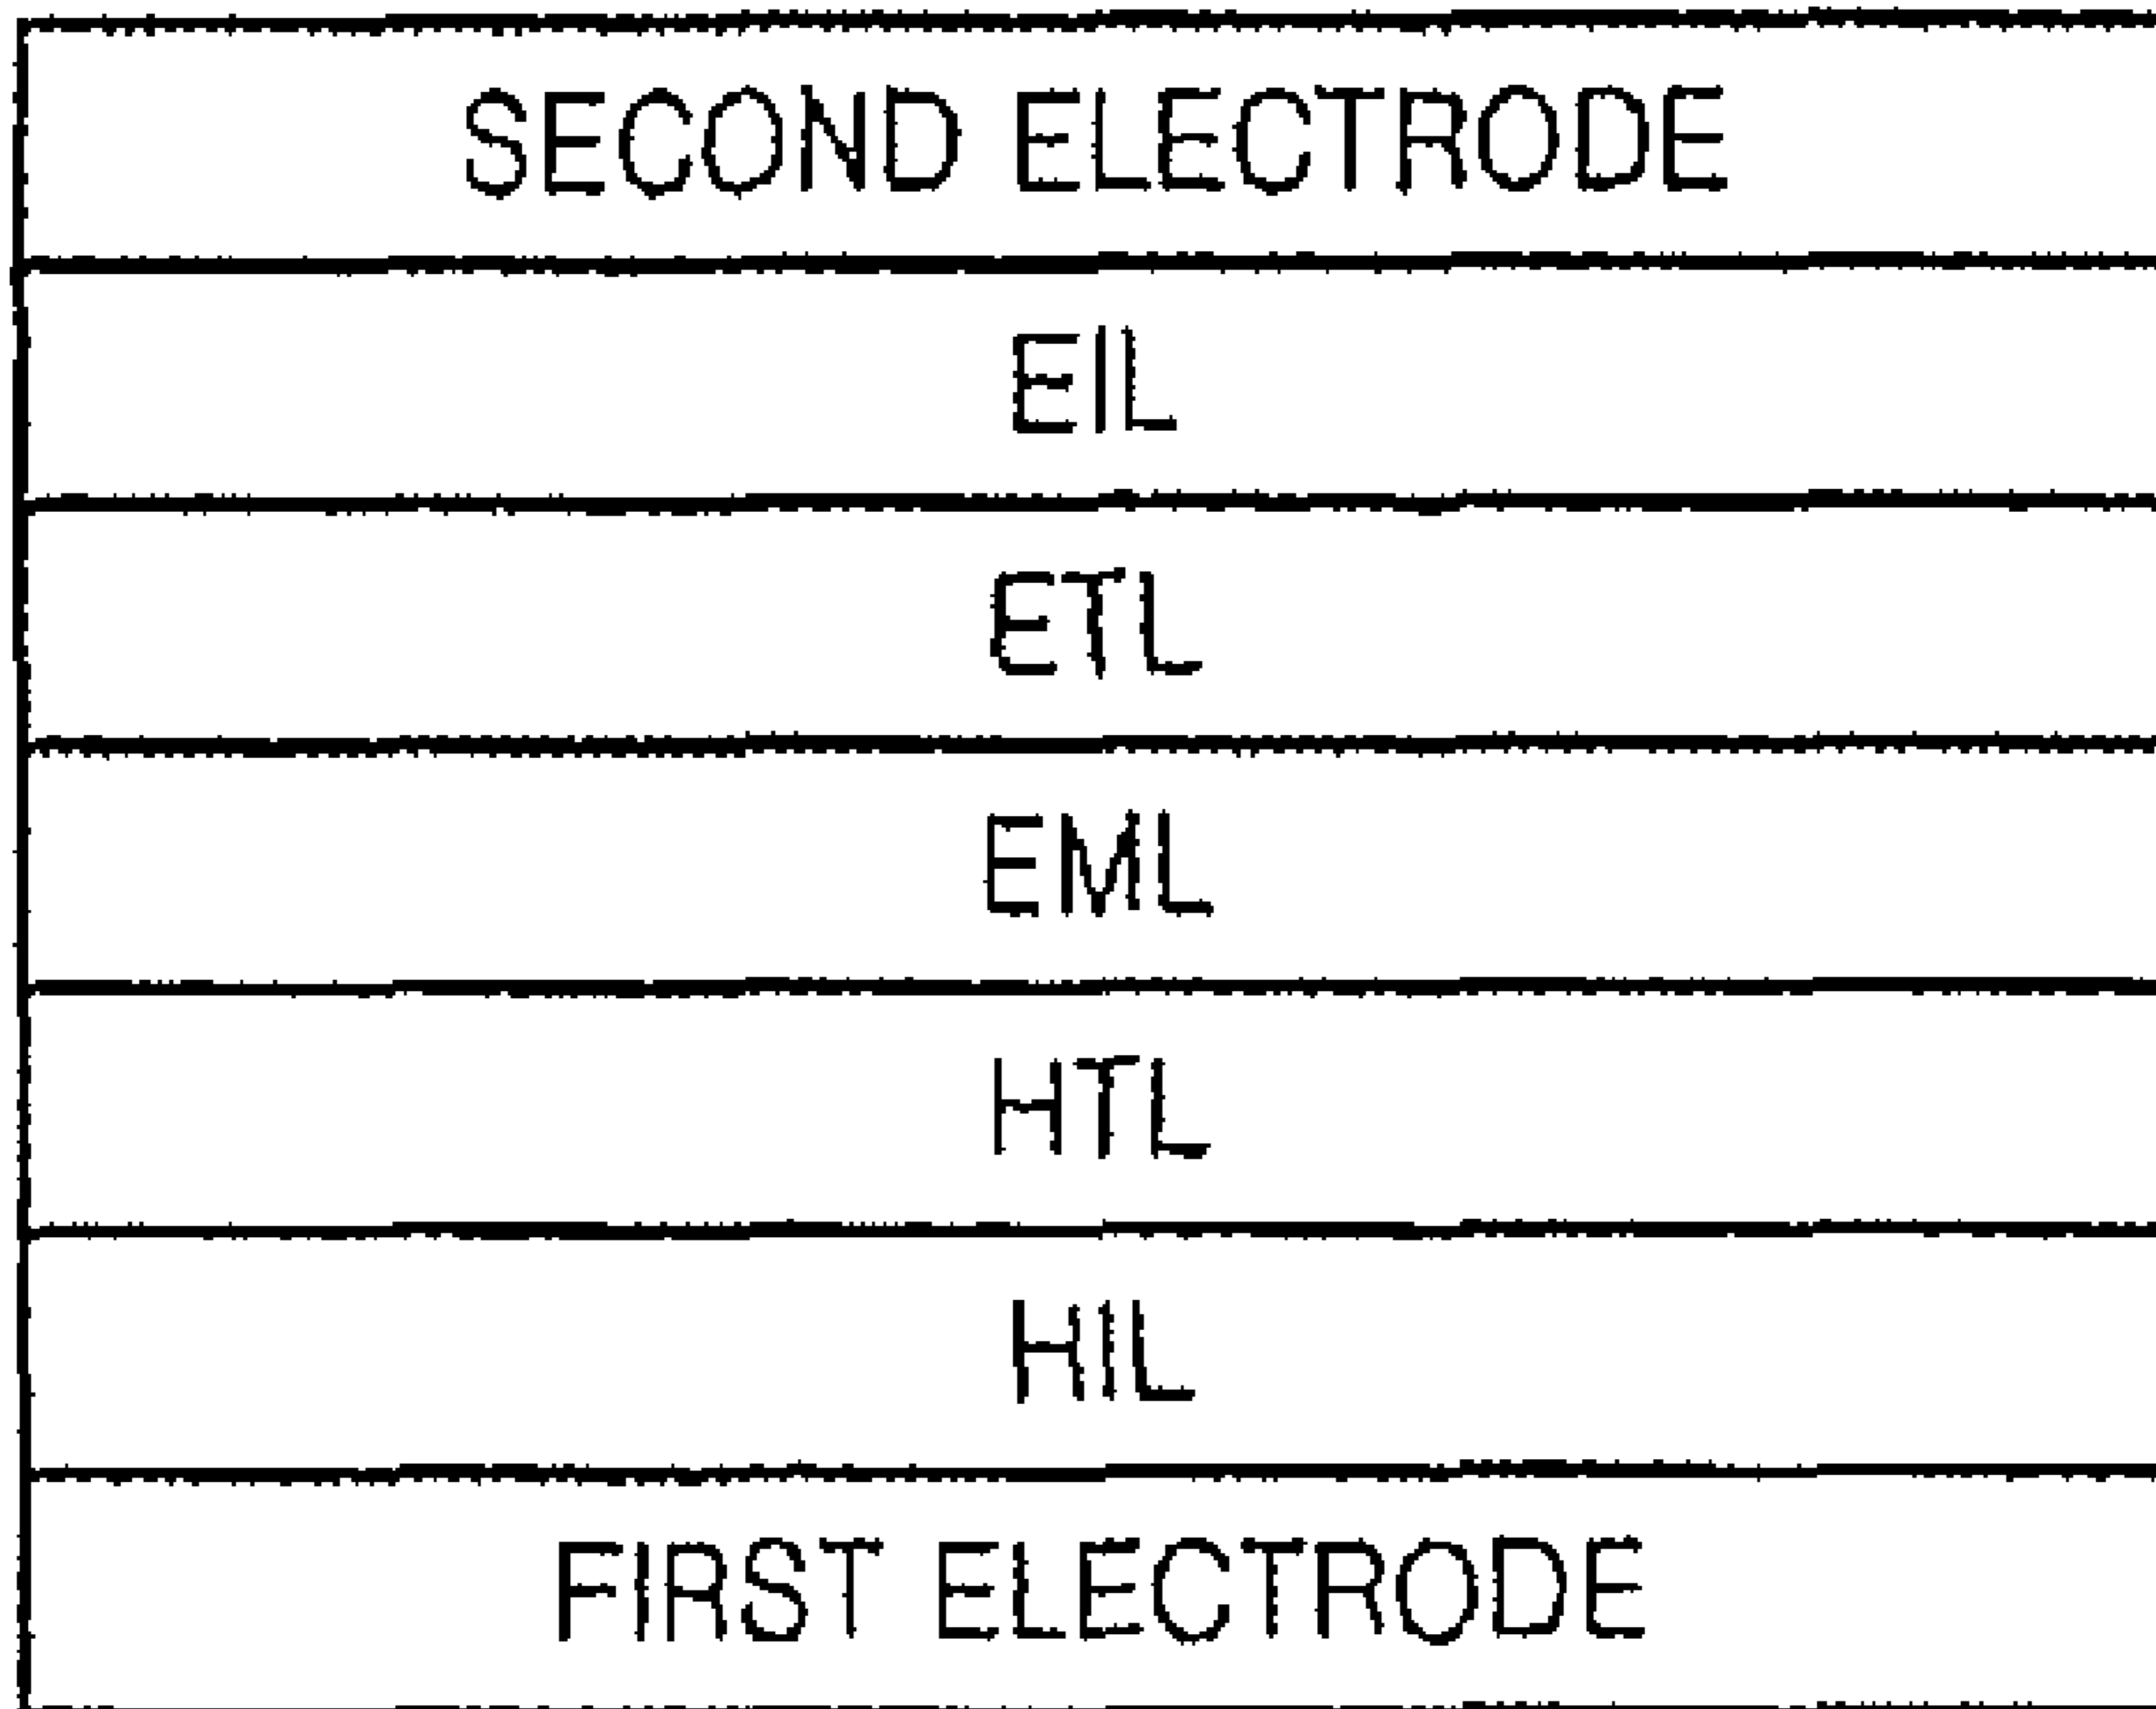 SECOND ELECTRODE
EIL
ETL
EML
HTL
HIL
FIRST ELECTRODE